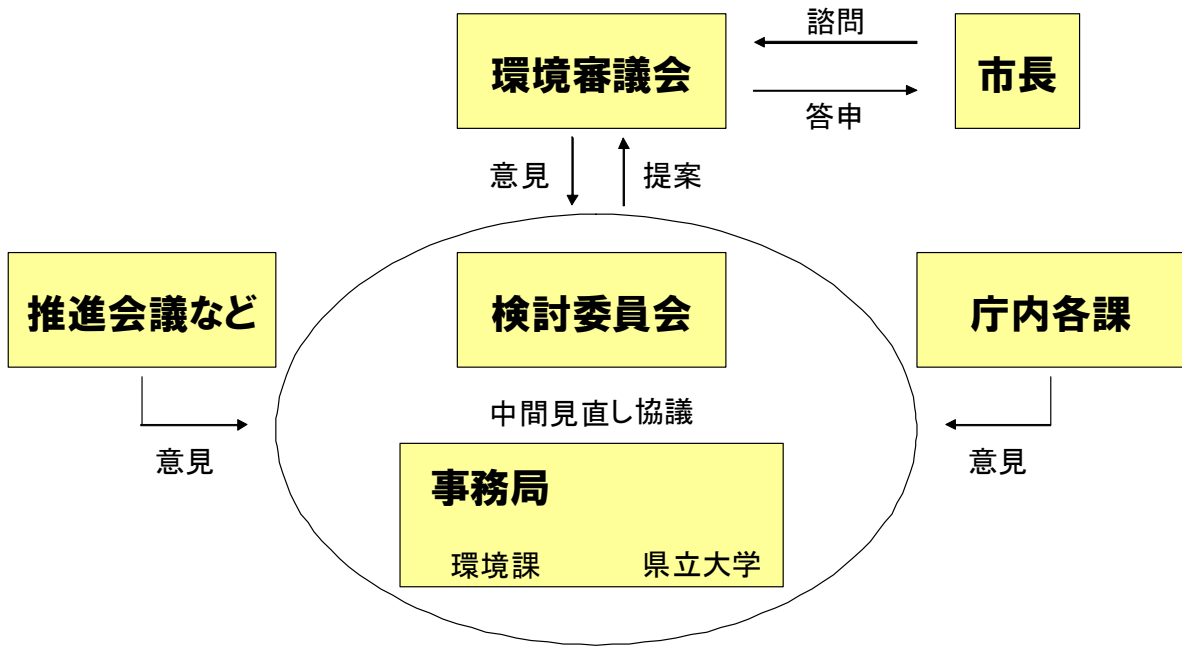 諮問
環境審議会
市長
答申
意見
提案
推進会議など
検討委員会
庁内各課
中間見直し協議
意見
意見
事務局
環境課
県立大学